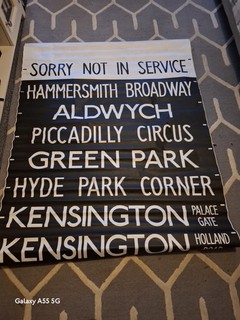 SORRY NOT IN SERVICE
HAMMERSMITH BROADWAY
ALDWYCH
PICCADILLY CIRCUS
GREEN PARK
HYDE PARK CORNER
KENSINGTON PALACE GATE
KENSINGTON HOLLAND
Galaxy A55 5G